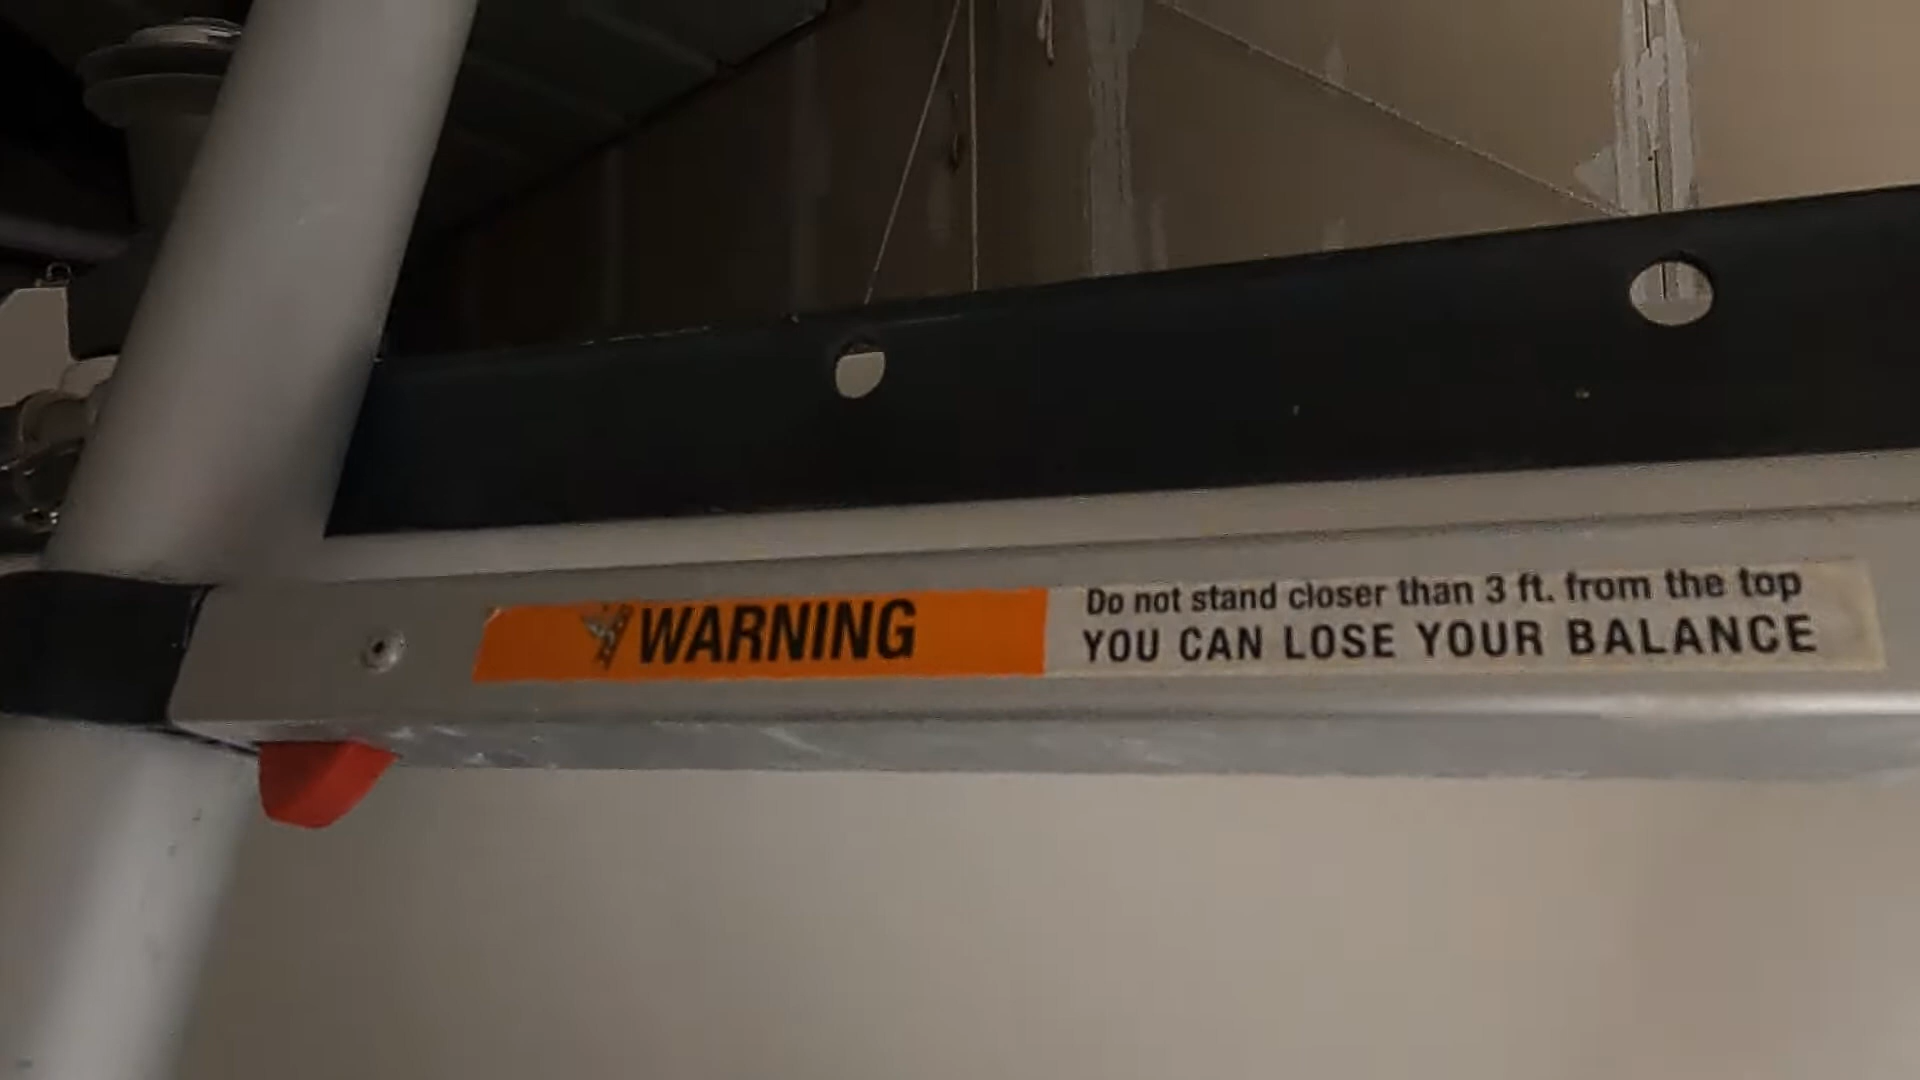 WARNING
Do not stand closer than 3 ft. from the top
YOU CAN LOSE YOUR BALANCE